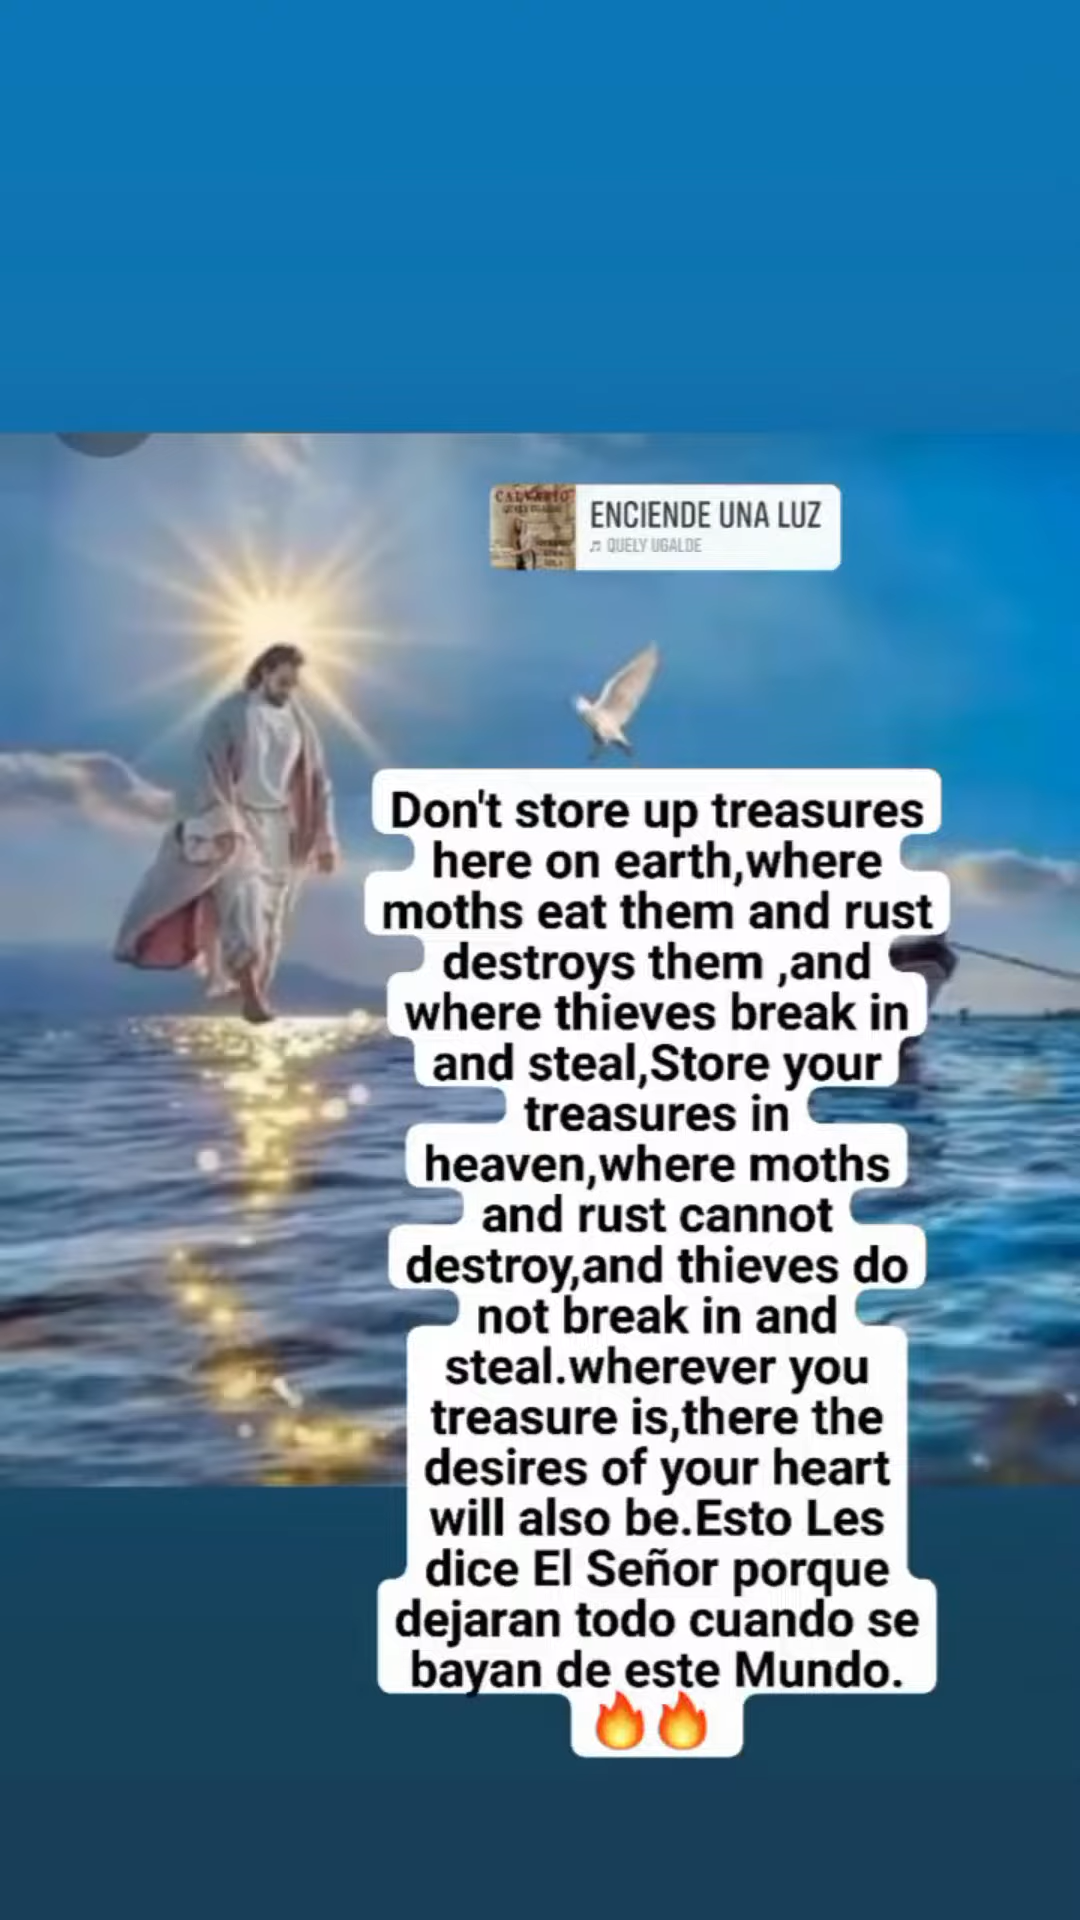 CALVARIO
QUELY UGALDE
ENCIENDE UNA LUZ
♬ QUELY UGALDE
Don't store up treasures
here on earth,where
moths eat them and rust
destroys them ,and
where thieves break in
and steal,Store your
treasures in
heaven,where moths
and rust cannot
destroy,and thieves do
not break in and
steal.wherever you
treasure is,there the
desires of your heart
will also be.Esto Les
dice El Señor porque
dejaran todo cuando se
bayan de este Mundo.
🔥🔥